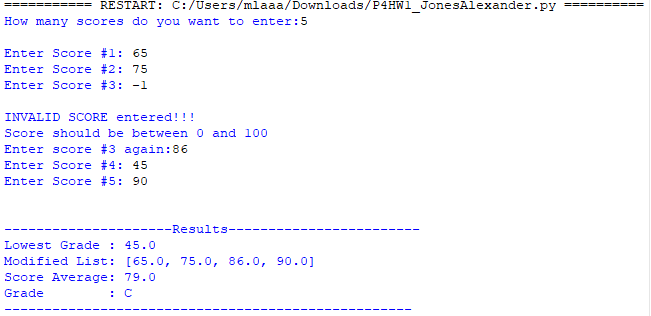 =========== RESTART: C:/Users/mlaaa/Downloads/P4HW1_JonesAlexander.py ==========
How many scores do you want to enter:5
Enter Score #1: 65
Enter Score #2: 75
Enter Score #3: -1
INVALID SCORE entered!!!
Score should be between 0 and 100
Enter score #3 again:86
Enter Score #4: 45
Enter Score #5: 90
---------------------Results------------------------
Lowest Grade : 45.0
Modified List: [65.0, 75.0, 86.0, 90.0]
Score Average: 79.0
Grade        : C
---------------------------------------------------